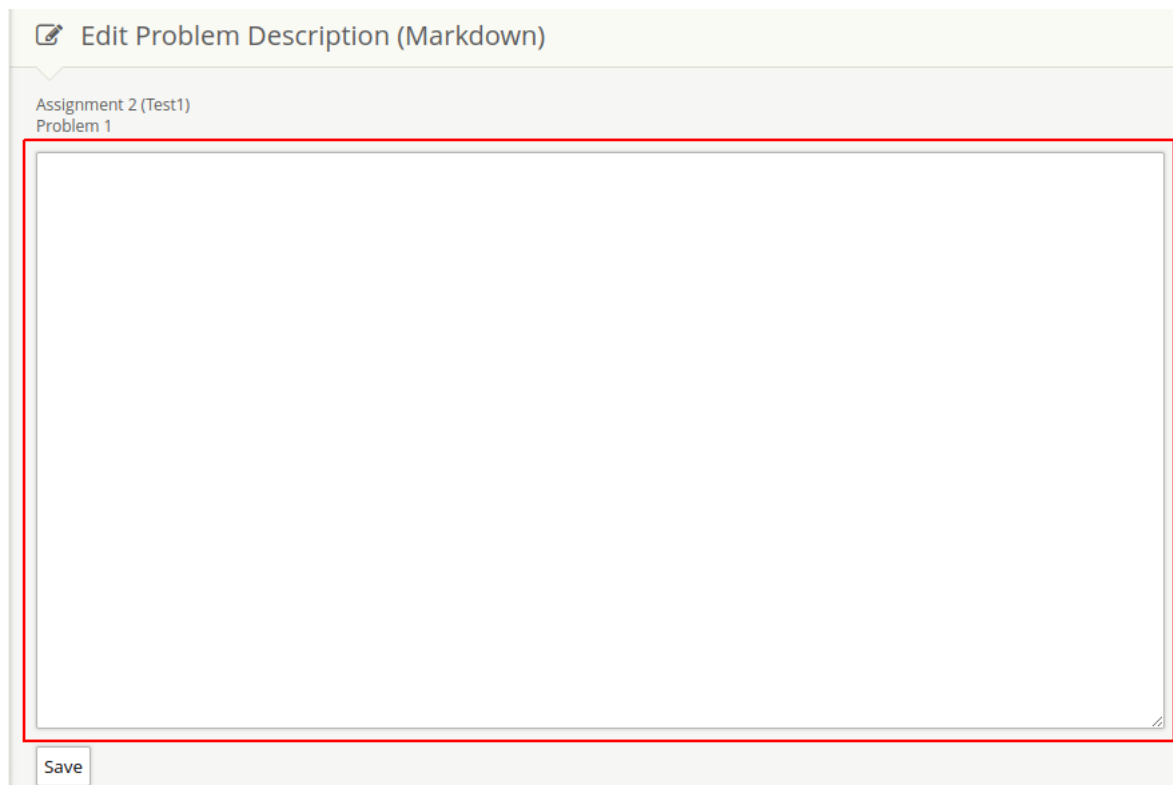 Edit Problem Description (Markdown)
Assignment 2 (Test1)
Problem 1
Save